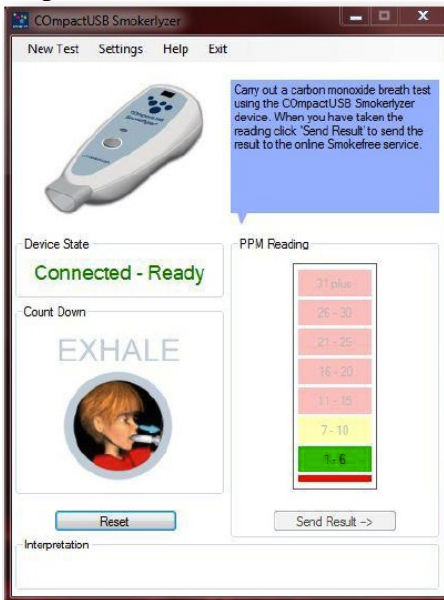 COmpactUSB Smokerlyzer
New Test Settings Help Exit
Carry out a carbon monoxide breath test
using the COmpactUSB Smokerlyzer
device. When you have taken the
reading click 'Send Result' to send the
result to the online Smokefree service.
Device State
Connected - Ready
PPM Reading
31 plus
26 - 30
21 - 25
16 - 20
11 - 15
7 - 10
1 - 6
Count Down
EXHALE
Reset
Send Result ->
Interpretation